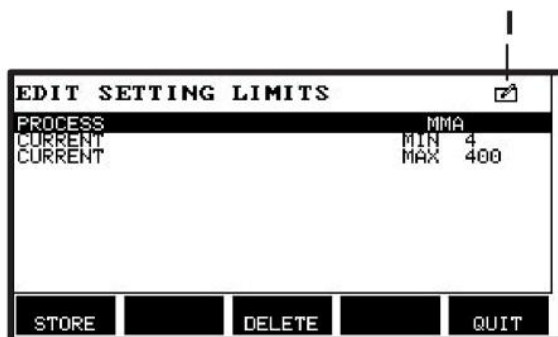 I
EDIT SETTING LIMITS
PROCESS MMA
CURRENT MIN 4
CURRENT MAX 400
STORE DELETE QUIT